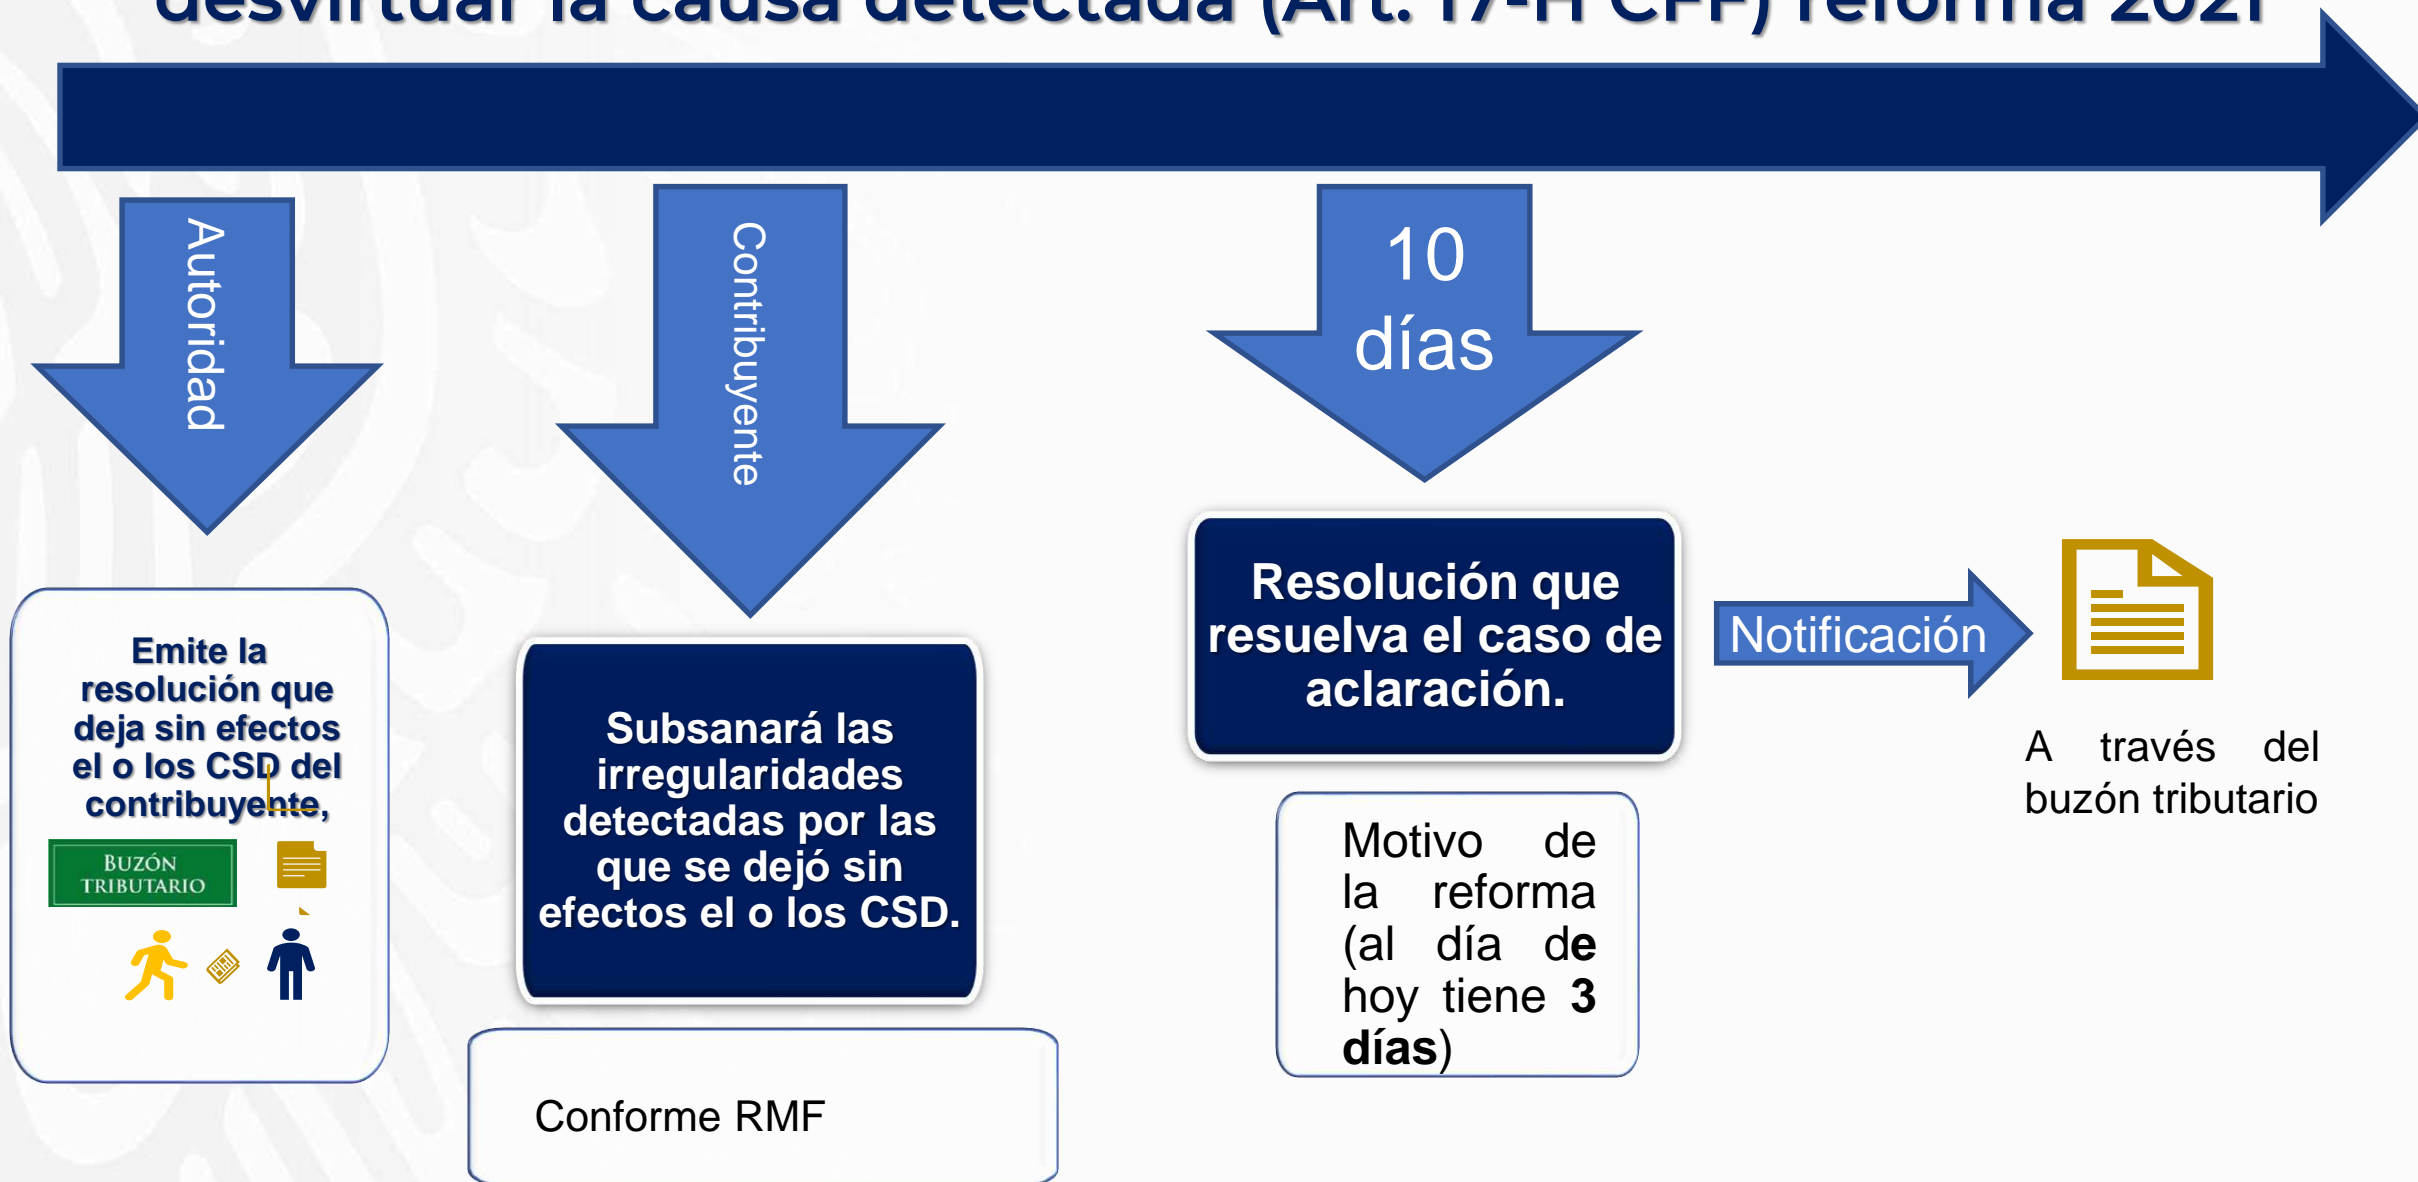 desvirtuar la causa detectada (Art. 17-H CFF) reforma 2021
Autoridad
Contribuyente
10
días
Emite la
resolución que
deja sin efectos
el o los CSD del
contribuyente,
BUZÓN
TRIBUTARIO
Subsanará las
irregularidades
detectadas por las
que se dejó sin
efectos el o los CSD.
Conforme RMF
Resolución que
resuelva el caso de
aclaración.
Motivo de
la reforma
(al día de
hoy tiene 3
días)
Notificación
A través del
buzón tributario